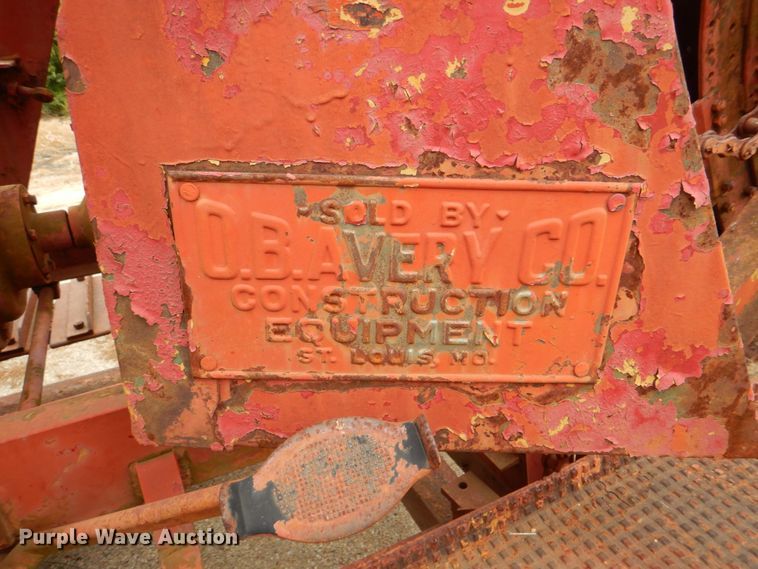 SOLD BY
O.B. AVERY CO.
CONSTRUCTION
EQUIPMENT
ST. LOUIS, MO.
Purple Wave Auction